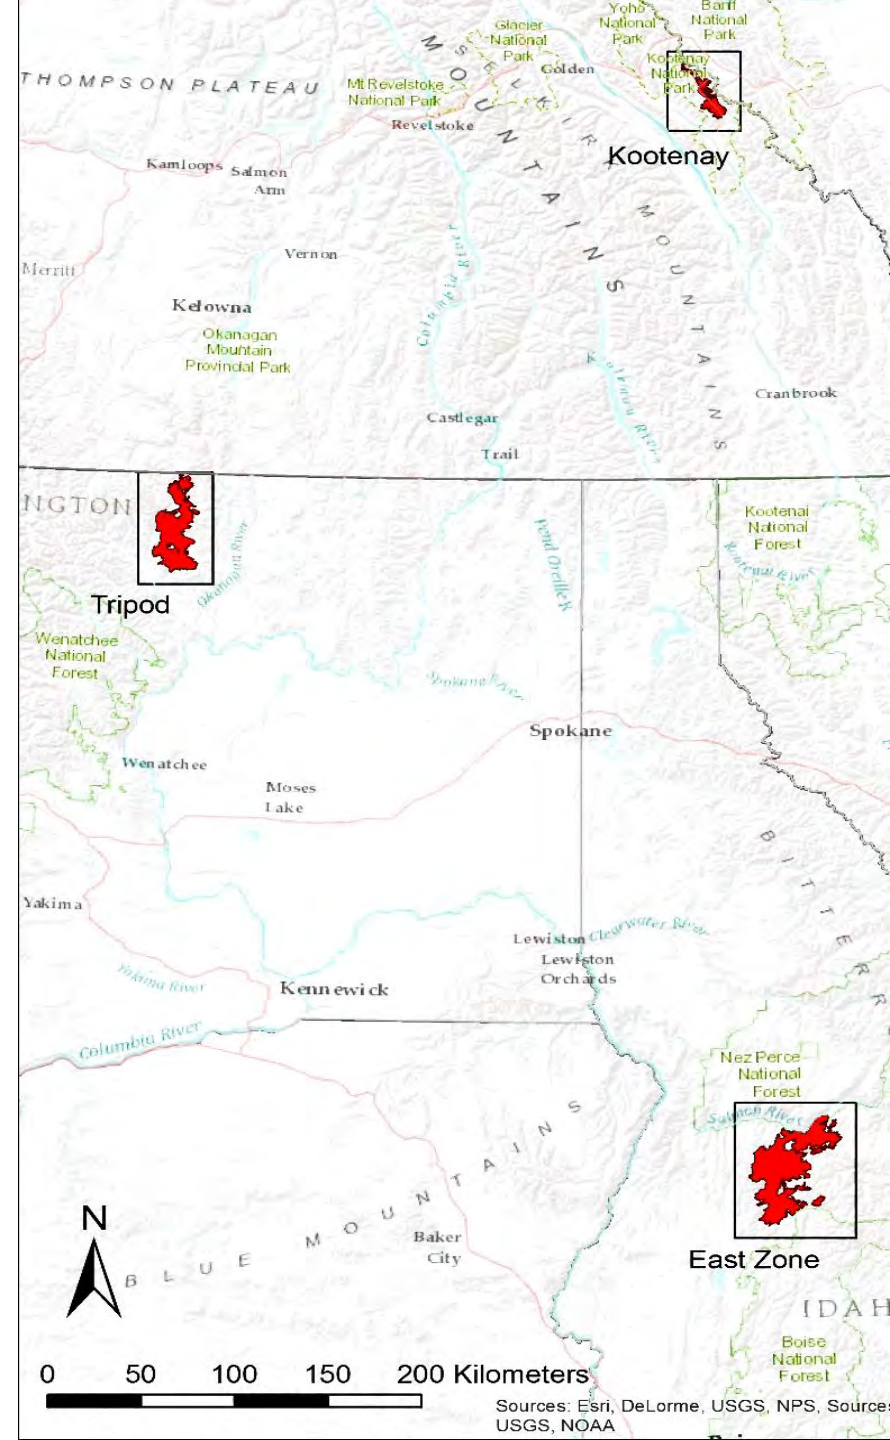 Glacier
National
Park
Yoho
National
Park
Banff
National
Park
Kootenay
National
Park
Golden
THOMPSON PLATEAU
Mt Revelstoke
National Park
Revelstoke
Kootenay
Kamloops
Salmon
Arm
SELKIRK MOUNTAINS
MOUNTAINS
Vernon
Merritt
Columbia River
Kelowna
Okanagan
Mountain
Provincial Park
Cranbrook
Castlegar
Trail
NGTON
Okanagan River
Pend Oreille R
Kootenai
National
Forest
Kootenai River
Tripod
Wenatchee
National
Forest
Spokane River
Spokane
Wenatchee
Moses
Lake
BITTERR
Yakima
Lewiston
Clearwater River
Lewiston
Orchards
Yakima River
Kennewick
Columbia River
Nez Perce
National
Forest
Salmon River
BLUE MOUNTAINS
N
Baker
City
East Zone
IDAH
Boise
National
Forest
0 50 100 150 200 Kilometers
Sources: Esri, DeLorme, USGS, NPS, Sources:
USGS, NOAA